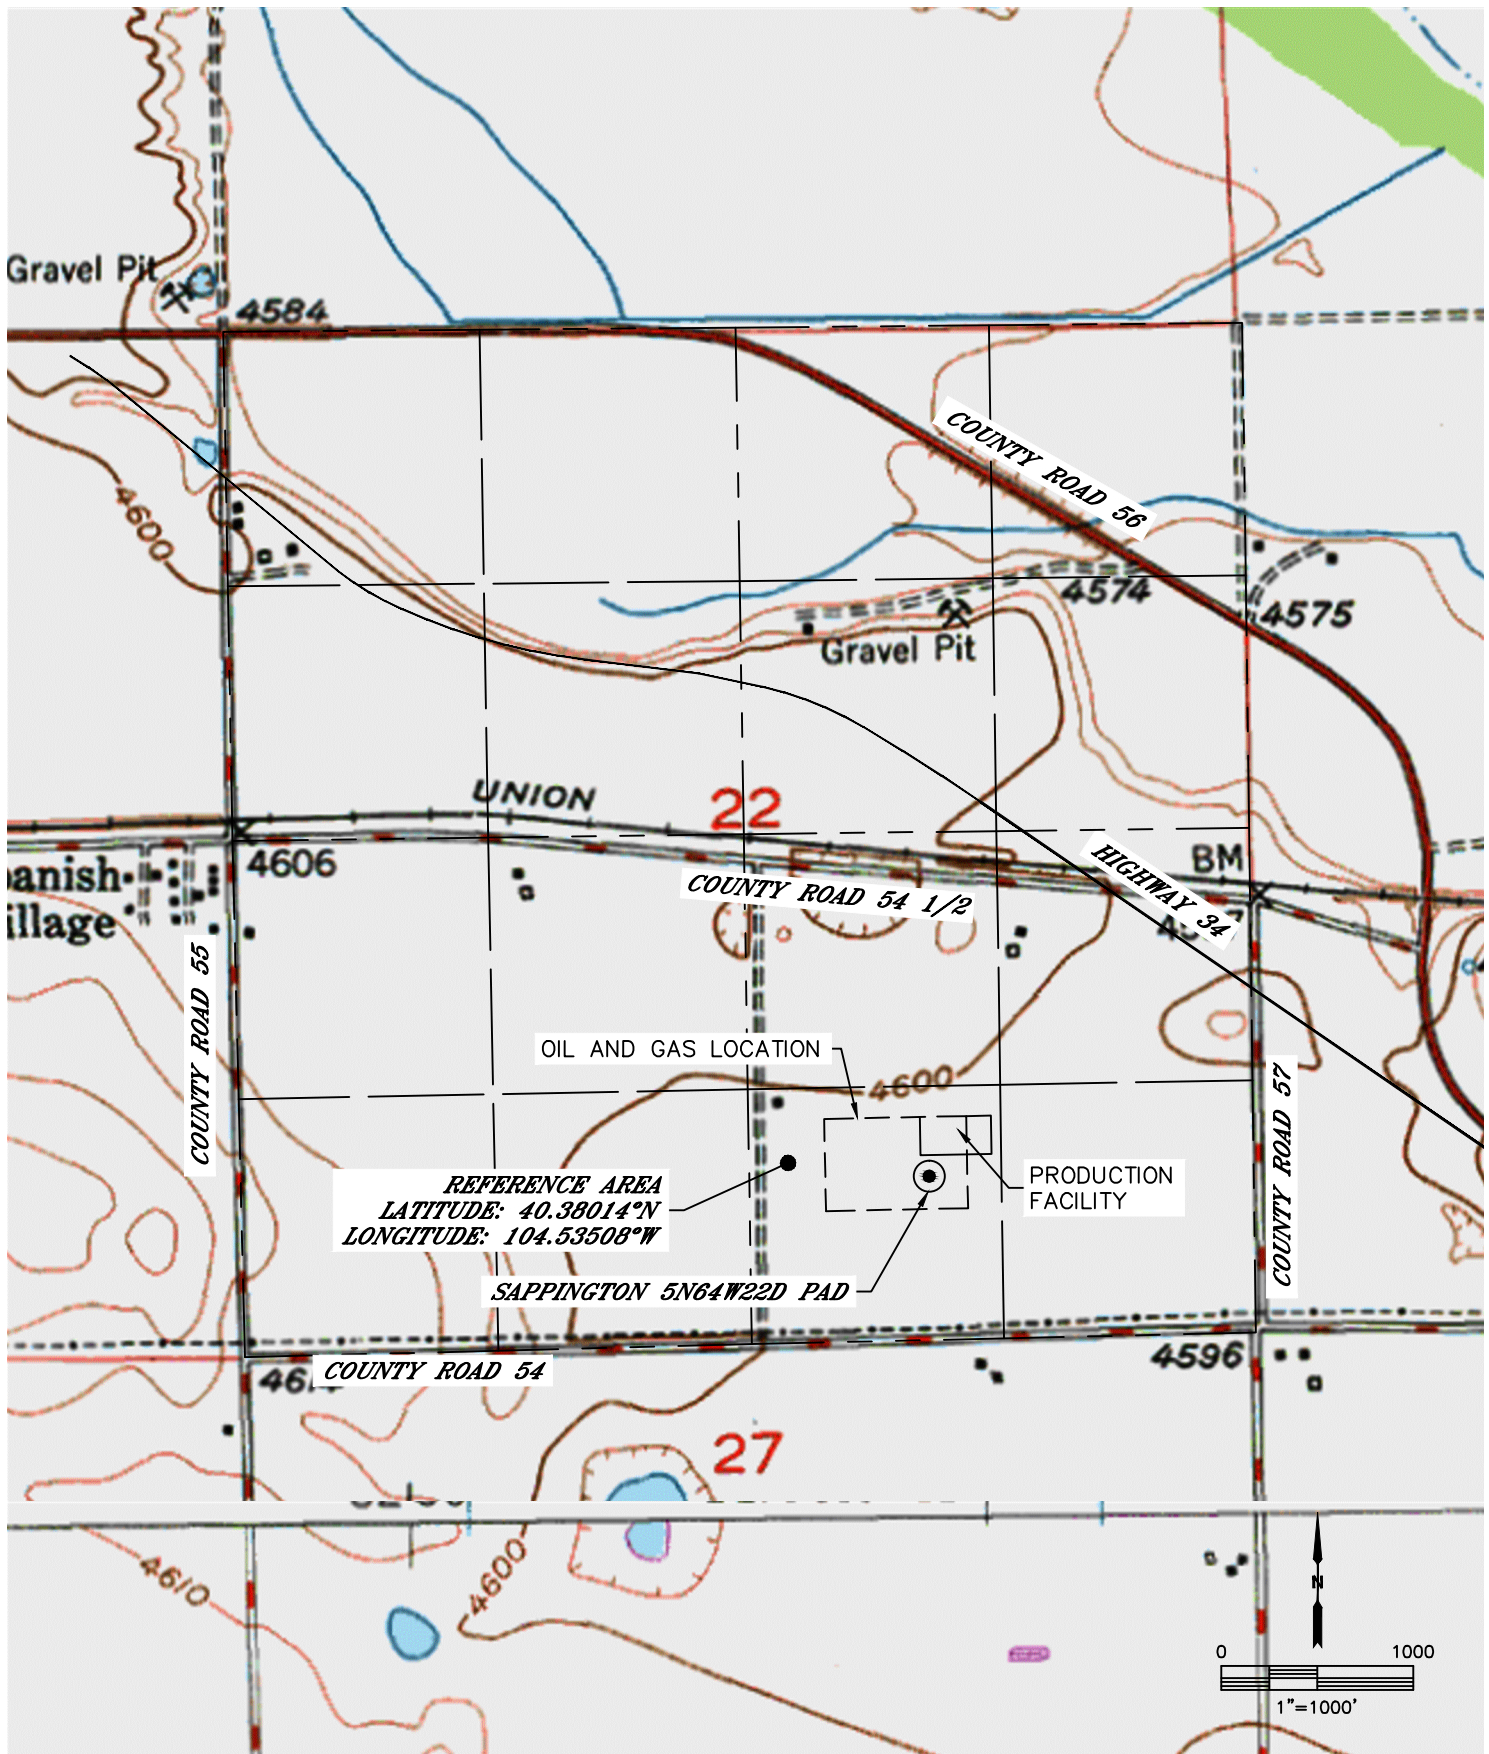 Gravel Pit
4584
COUNTY ROAD 56
4600
4574
4575
Gravel Pit
UNION
22
4606
BM
HIGHWAY 34
anish
illage
COUNTY ROAD 54 1/2
COUNTY ROAD 55
OIL AND GAS LOCATION
4600
COUNTY ROAD 57
REFERENCE AREA
LATITUDE: 40.38014°N
LONGITUDE: 104.53508°W
PRODUCTION
FACILITY
SAPPINGTON 5N64W22D PAD
COUNTY ROAD 54
4596
27
4610
4600
N
0 1000
1"=1000'